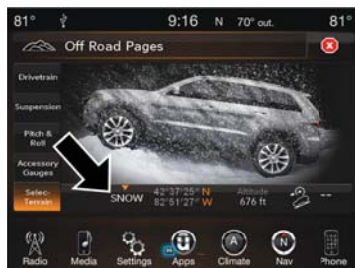 81° 9:16 N 70° out. 81°
Off Road Pages
X
Drivetrain
Suspension
Pitch &
Roll
Accessory
Gauges
Selec-
Terrain
SNOW
42°37'25" N
82°51'27" W
Altitude
676 ft
--
Radio Media Settings Apps Climate Nav Phone
A N